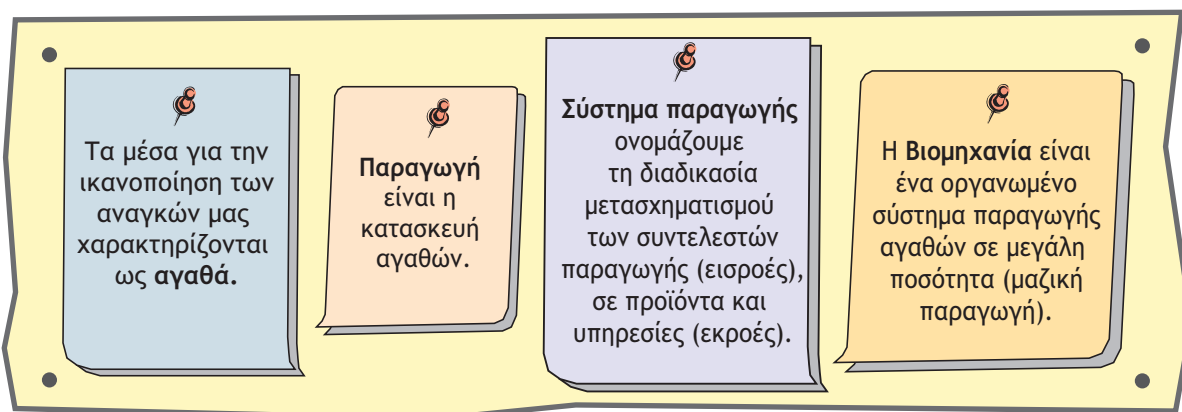 Τα μέσα για την
ικανοποίηση των
αναγκών μας
χαρακτηρίζονται
ως αγαθά.
Παραγωγή
είναι η
κατασκευή
αγαθών.
Σύστημα παραγωγής
ονομάζουμε
τη διαδικασία
μετασχηματισμού
των συντελεστών
παραγωγής (εισροές),
σε προϊόντα και
υπηρεσίες (εκροές).
Η Βιομηχανία είναι
ένα οργανωμένο
σύστημα παραγωγής
αγαθών σε μεγάλη
ποσότητα (μαζική
παραγωγή).